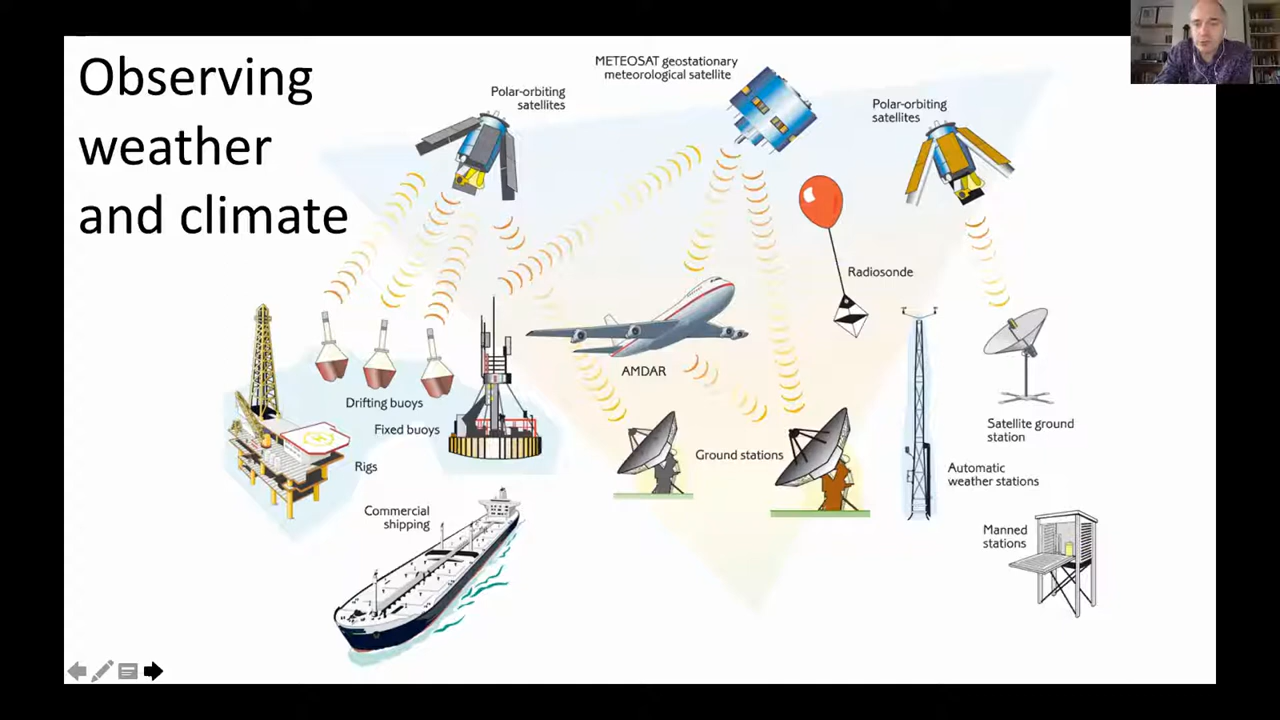 Observing
weather
and climate
METEOSAT geostationary
meteorological satellite
Polar-orbiting
satellites
Polar-orbiting
satellites
Radiosonde
AMDAR
Drifting buoys
Fixed buoys
Rigs
Commercial
shipping
Ground stations
Satellite ground
station
Automatic
weather stations
Manned
stations
H